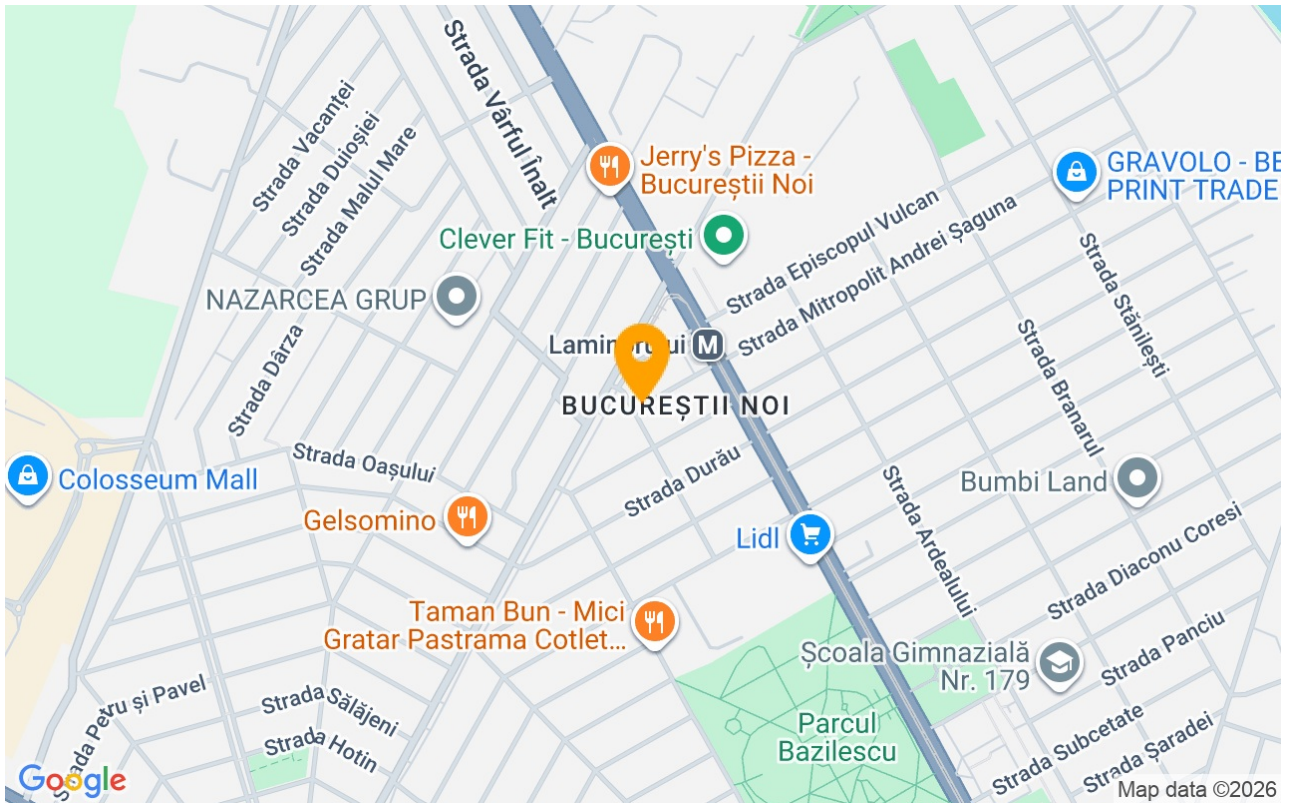 Strada Vârful Înalt
Strada Vacanței
Strada Duioșiei
Strada Malul Mare
Jerry's Pizza -
Bucureștii Noi
GRAVOLO - BE
PRINT TRADE
Clever Fit - București
Strada Episcopul Vulcan
Strada Mitropolit Andrei Șaguna
Strada Stănilești
NAZARCEA GRUP
Strada Branarul
Strada Dârza
M
BUCUREȘTII NOI
Strada Oașului
Strada Durău
Colosseum Mall
Gelsomino
Bumbi Land
Strada Ardealului
Lidl
Strada Diaconu Coresi
Taman Bun - Mici
Gratar Pastrama Cotlet...
Școala Gimnazială
Nr. 179
Strada Panciu
Strada Petru și Pavel
Strada Sălăjeni
Strada Hotin
Parcul
Bazilescu
Strada Subcetate
Strada Șaradei
Google
Map data ©2026